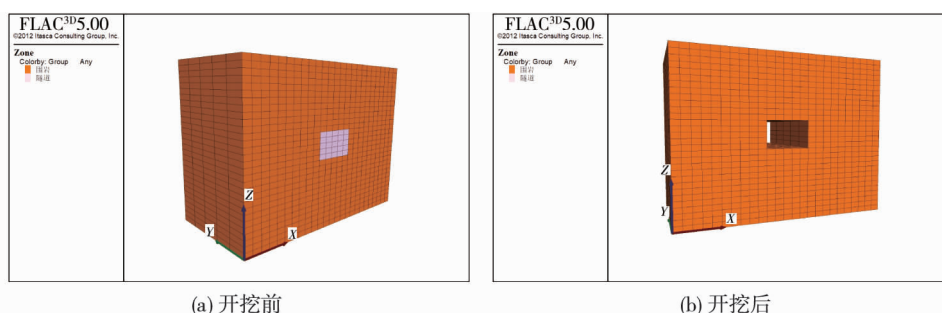 FLAC3D5.00
©2012 Itasca Consulting Group, Inc.
Zone
Colorby: Group Any
围岩
隧道
Z
Y
X
(a) 开挖前
FLAC3D5.00
©2012 Itasca Consulting Group, Inc.
Zone
Colorby: Group Any
围岩
隧道
Z
Y
X
(b) 开挖后